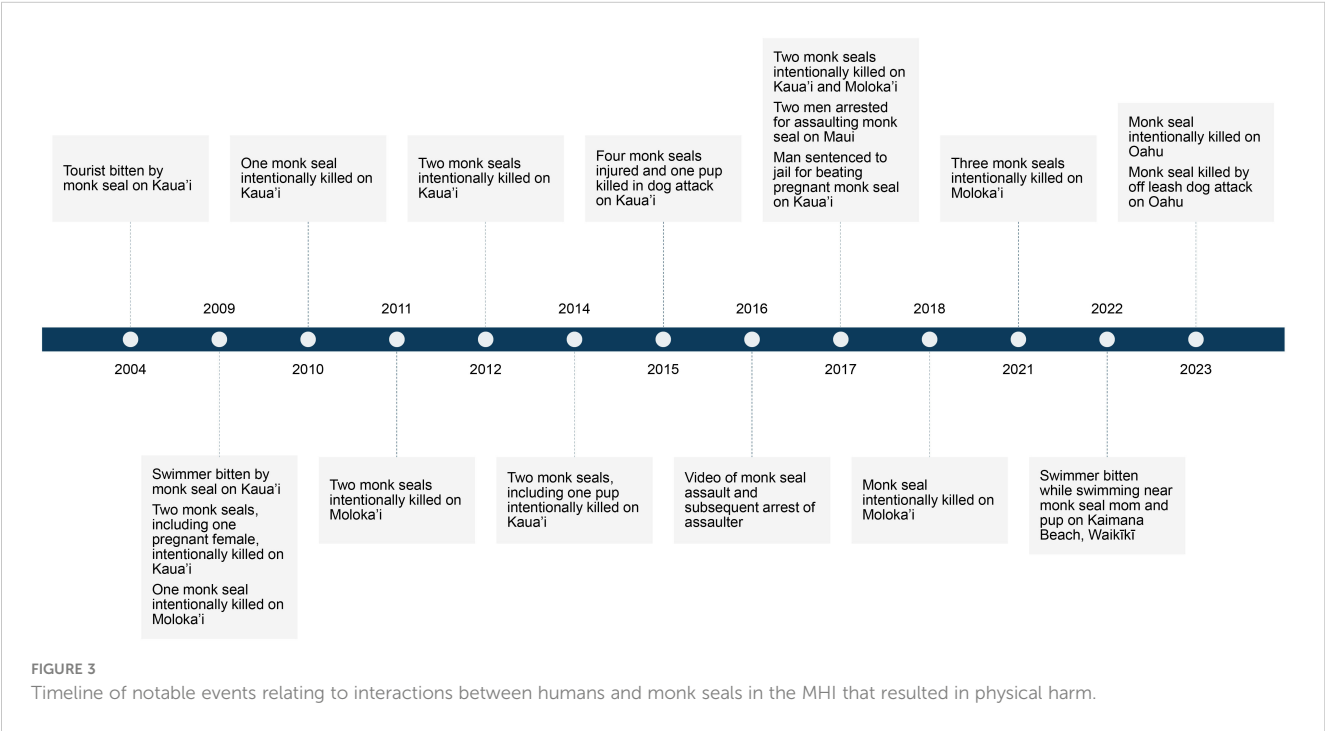 Two monk seals
intentionally killed on
Kaua’i and Moloka’i
Two men arrested
for assaulting monk
seal on Maui
Man sentenced to
jail for beating
pregnant monk seal
on Kaua’i
Monk seal
intentionally killed on
Oahu
Monk seal killed by
off leash dog attack
on Oahu
Tourist bitten by
monk seal on Kaua’i
One monk seal
intentionally killed on
Kaua’i
Two monk seals
intentionally killed on
Kaua’i
Four monk seals
injured and one pup
killed in dog attack
on Kaua’i
Three monk seals
intentionally killed on
Moloka’i
2009
2011
2014
2016
2018
2022
2004
2010
2012
2015
2017
2021
2023
Swimmer bitten by
monk seal on Kaua’i
Two monk seals,
including one
pregnant female,
intentionally killed on
Kaua’i
One monk seal
intentionally killed on
Moloka’i
Two monk seals
intentionally killed on
Moloka’i
Two monk seals,
including one pup
intentionally killed on
Kaua’i
Video of monk seal
assault and
subsequent arrest of
assaulter
Monk seal
intentionally killed on
Moloka’i
Swimmer bitten
while swimming near
monk seal mom and
pup on Kaimana
Beach, Waikīkī
FIGURE 3
Timeline of notable events relating to interactions between humans and monk seals in the MHI that resulted in physical harm.